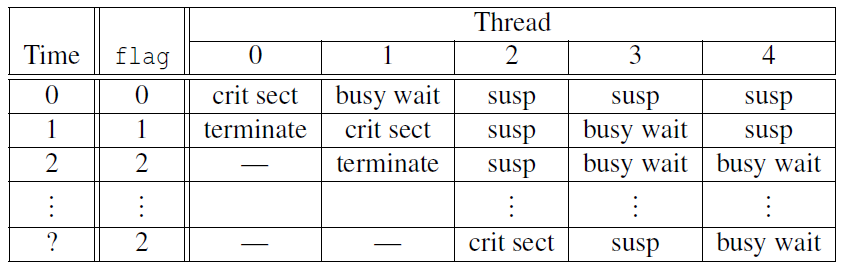 Thread
Time flag 0 1 2 3 4
0 0 crit sect busy wait susp susp susp
1 1 terminate crit sect susp busy wait susp
2 2 — terminate susp busy wait busy wait
⋮ ⋮ ⋮ ⋮ ⋮
? 2 — — crit sect susp busy wait